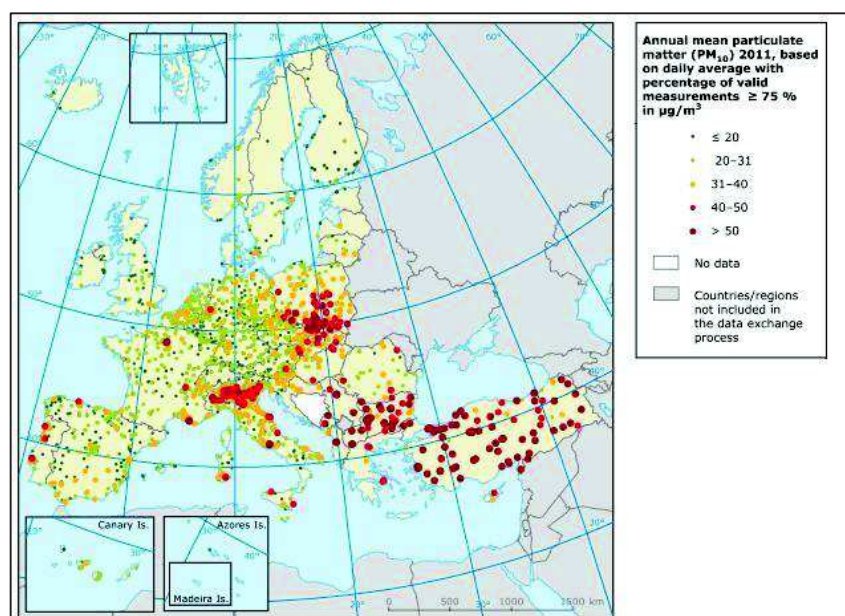 Annual mean particulate
matter (PM10) 2011, based
on daily average with
percentage of valid
measurements ≥ 75 %
in µg/m3
≤ 20
20–31
31–40
40–50
> 50
No data
Countries/regions
not included in
the data exchange
process
Canary Is.
Azores Is.
Madeira Is.
0 500 1000 1500 km